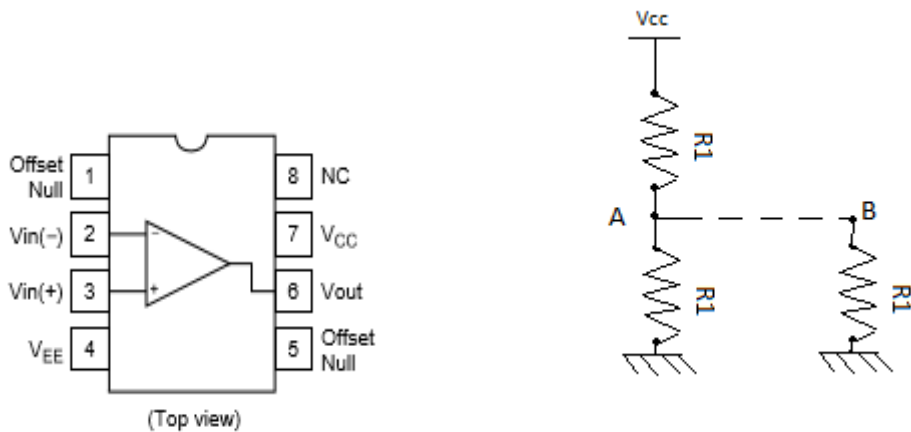 Offset
Null
1
8
NC
Vin(−)
2
−
7
VCC
Vin(+)
3
+
6
Vout
VEE
4
5
Offset
Null
(Top view)
Vcc
R1
A
B
R1
R1